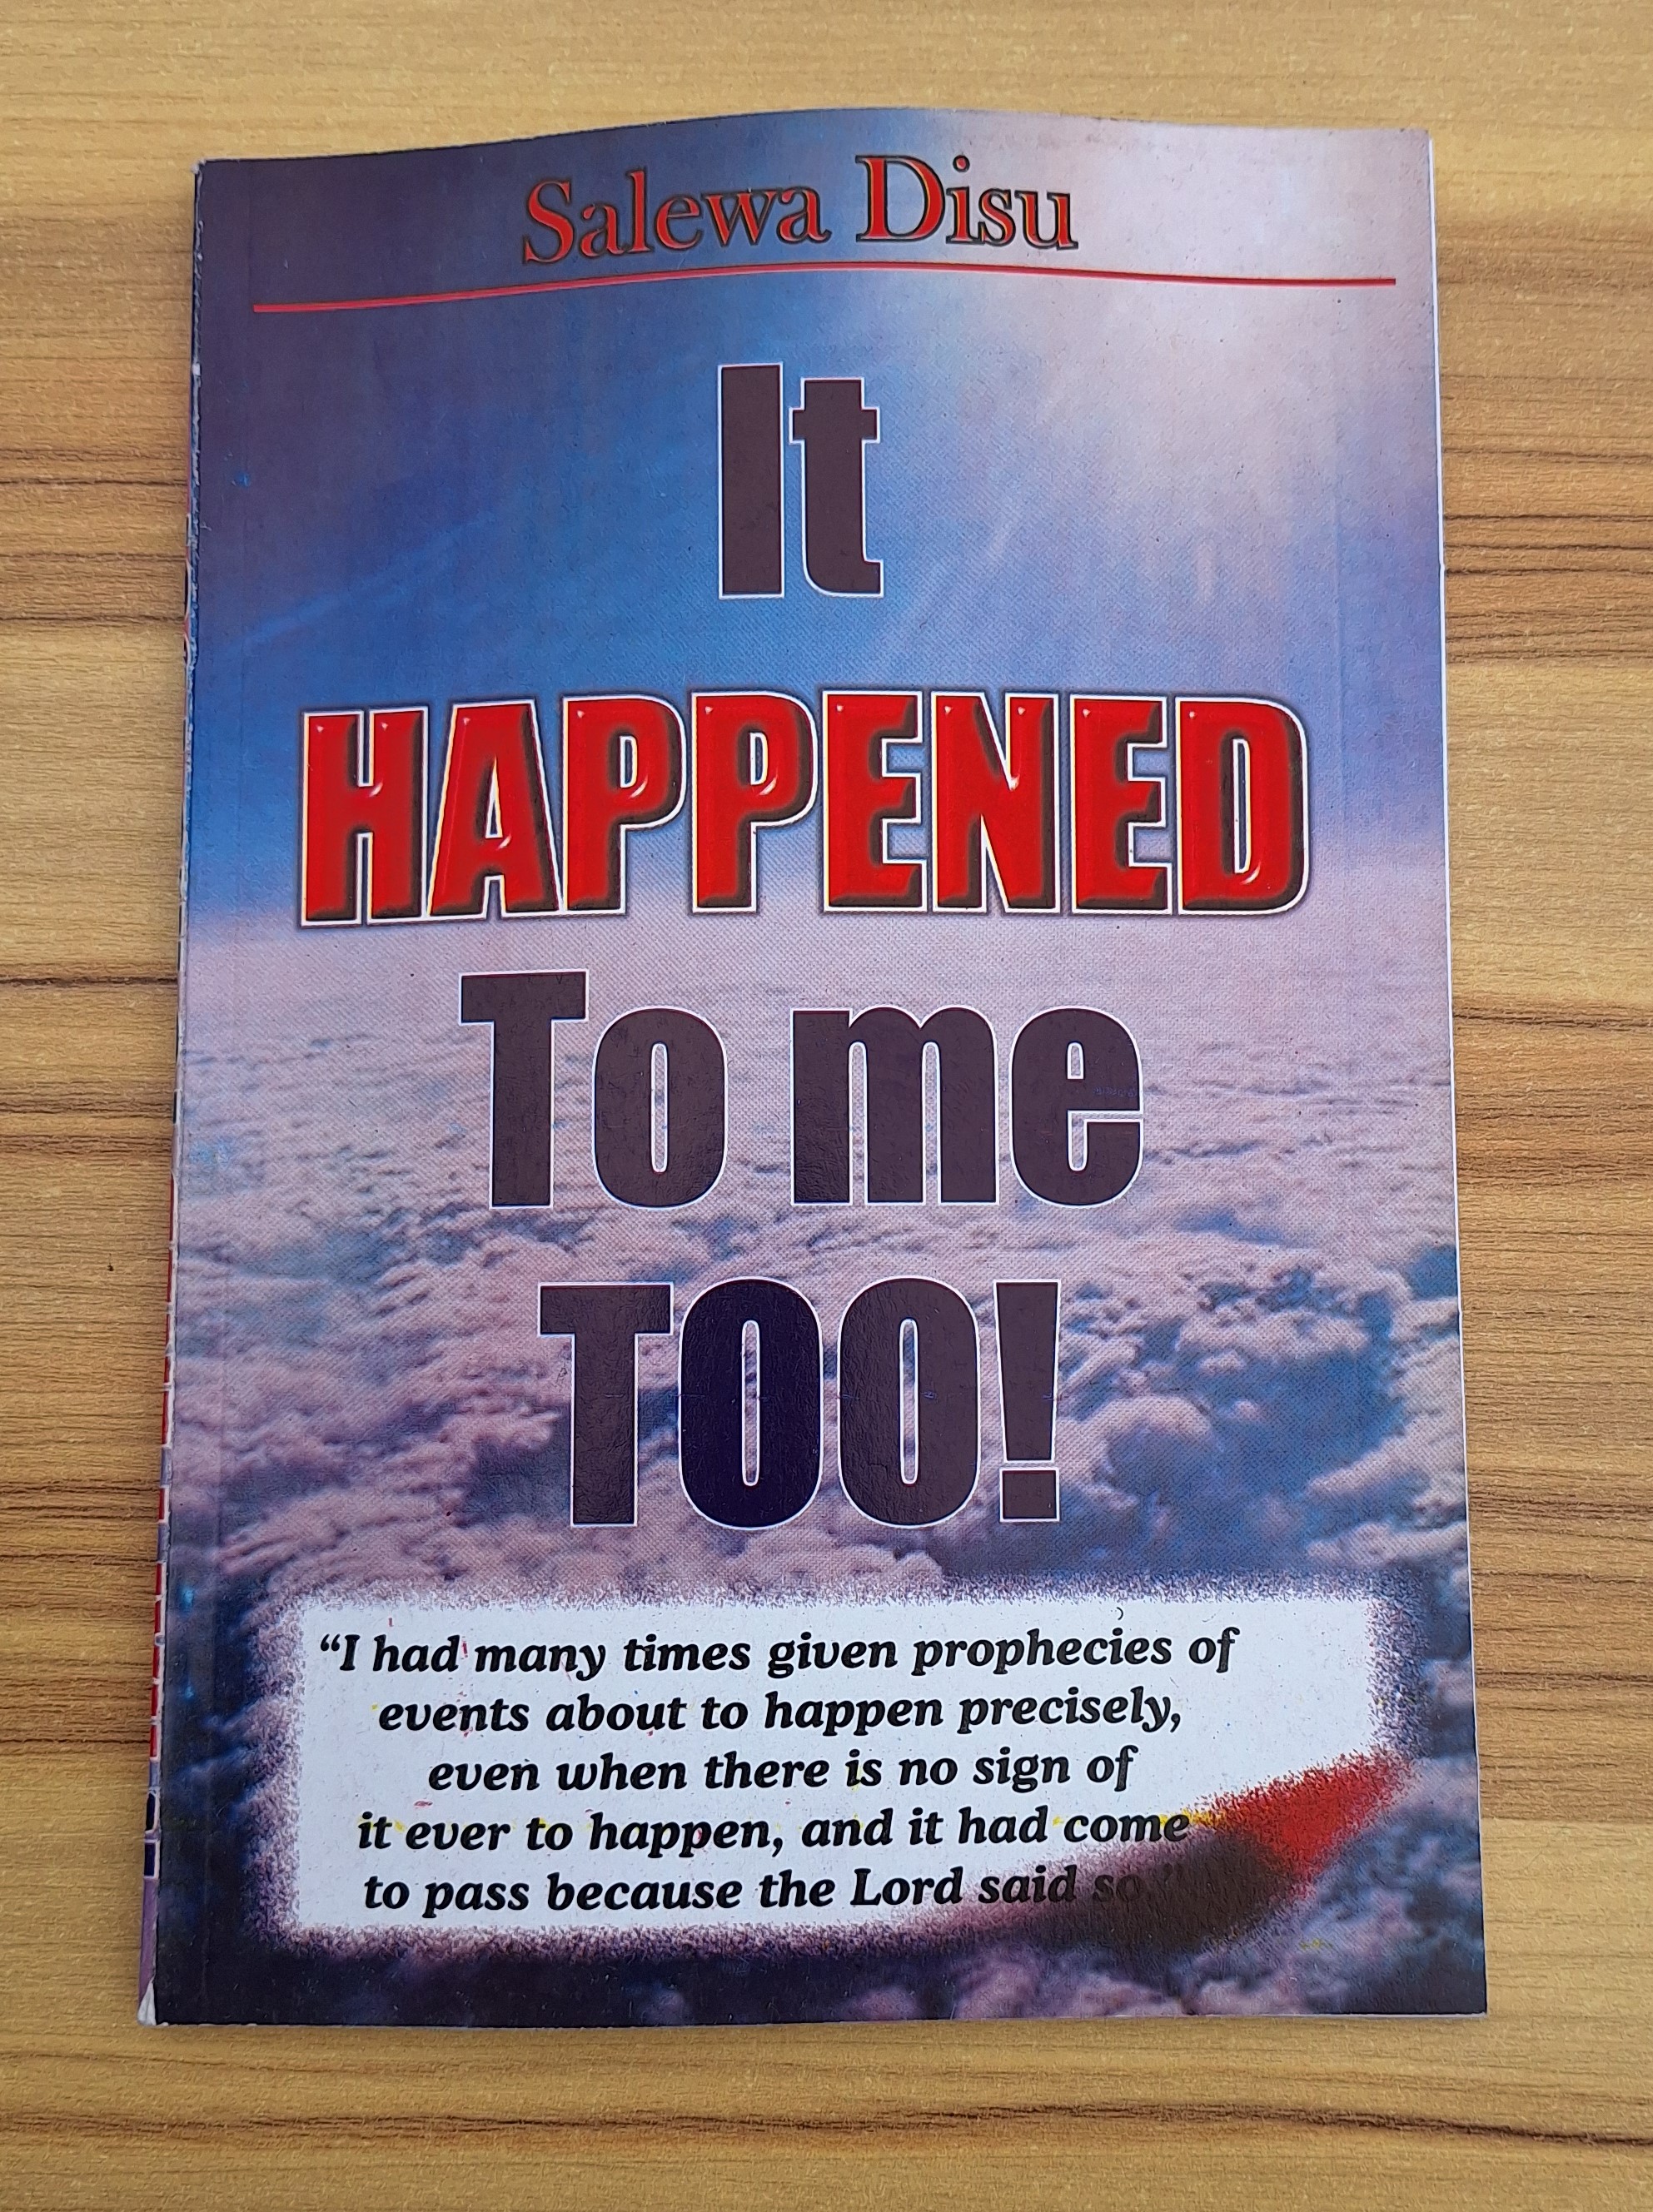 Salewa Disu
It
HAPPENED
To me
TOO!
“I had many times given prophecies of
events about to happen precisely,
even when there is no sign of
it ever to happen, and it had come
to pass because the Lord said so.”